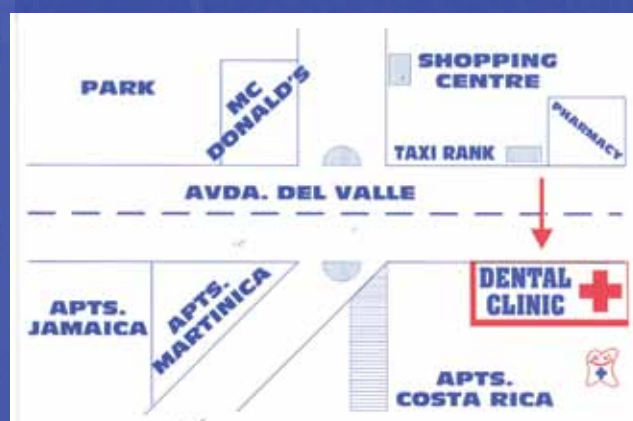 PARK
MC
DONALD'S
SHOPPING
CENTRE
PHARMACY
TAXI RANK
AVDA. DEL VALLE
APTS.
JAMAICA
APTS.
MARTINICA
DENTAL
CLINIC
APTS.
COSTA RICA